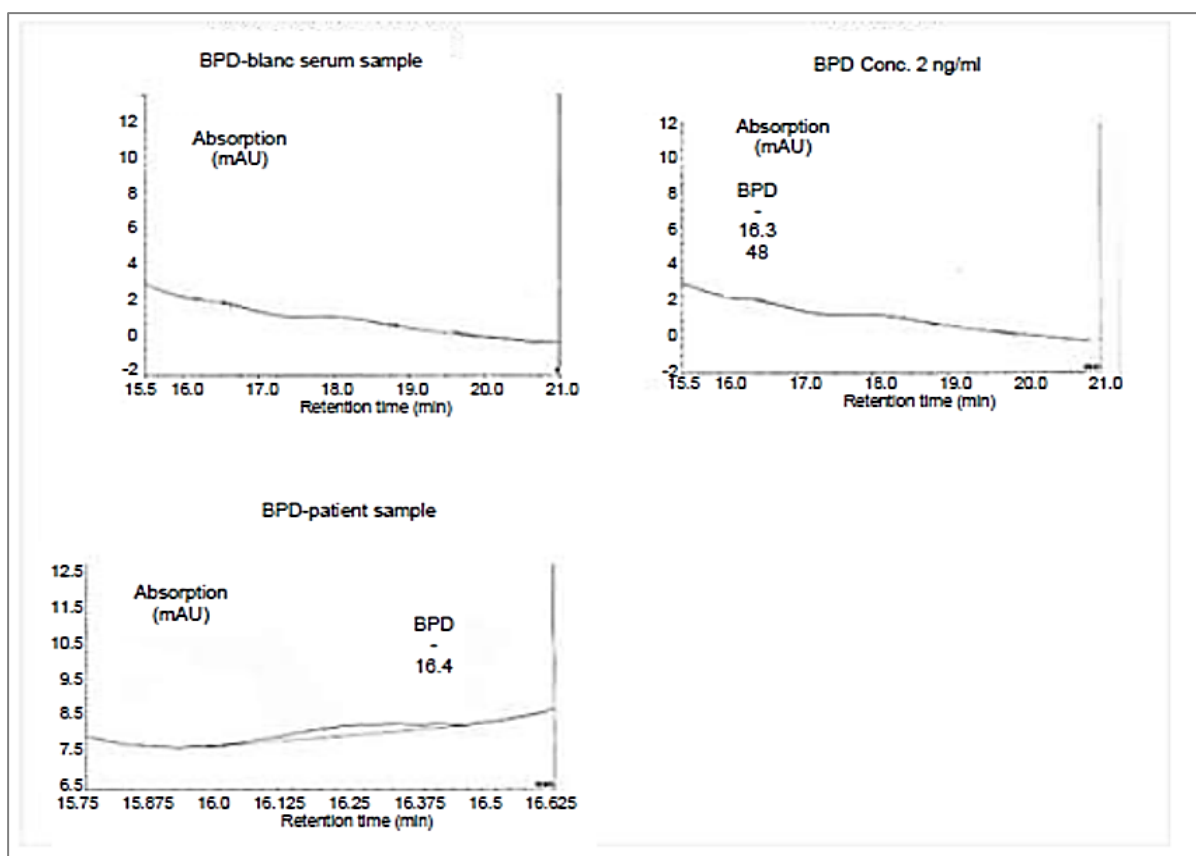 BPD-blanc serum sample
12
10
8
6
4
2
0
-2
Absorption
(mAU)
15.5 16.0 17.0 18.0 19.0 20.0 21.0
Retention time (min)
BPD Conc. 2 ng/ml
12
10
8
6
4
2
0
-2
Absorption
(mAU)
BPD
-
16.3
48
15.5 16.0 17.0 18.0 19.0 20.0 21.0
Retention time (min)
BPD-patient sample
12.5
11.5
10.5
9.5
8.5
7.5
6.5
Absorption
(mAU)
BPD
-
16.4
15.75 15.875 16.0 16.125 16.25 16.375 16.5 16.625
Retention time (min)